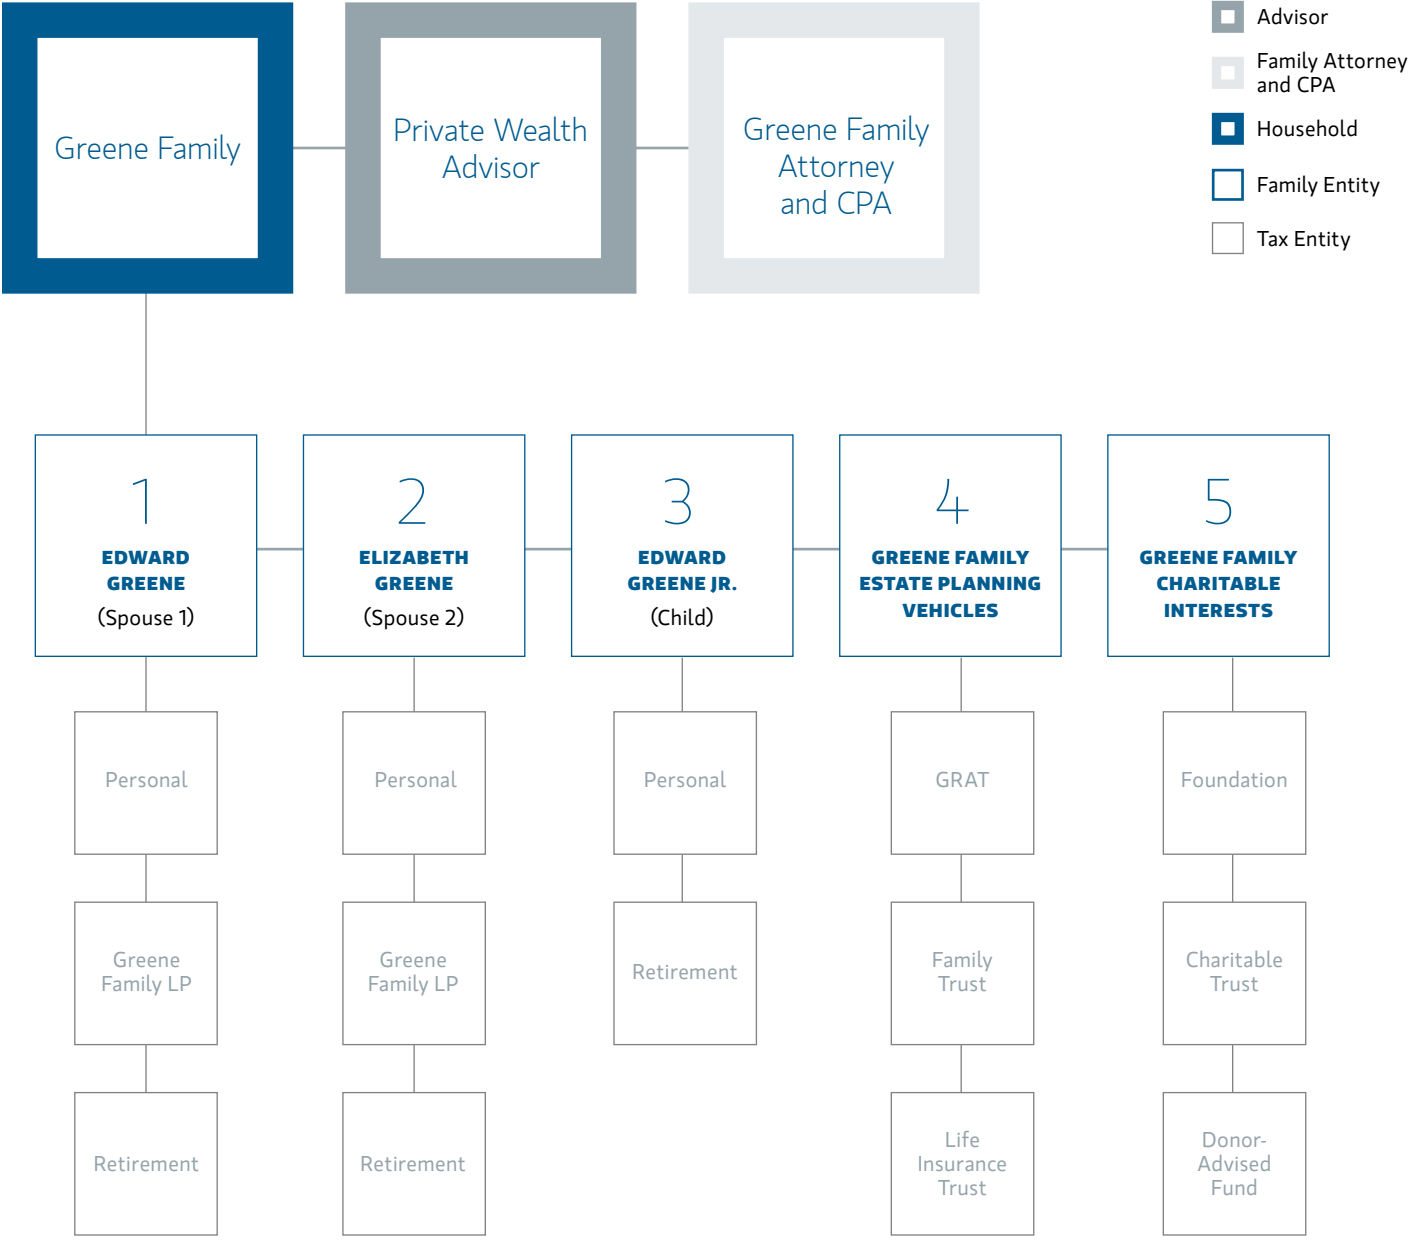 Greene Family
Private Wealth
Advisor
Greene Family
Attorney
and CPA
Advisor
Family Attorney
and CPA
Household
Family Entity
Tax Entity
1
EDWARD
GREENE
(Spouse 1)
2
ELIZABETH
GREENE
(Spouse 2)
3
EDWARD
GREENE JR.
(Child)
4
GREENE FAMILY
ESTATE PLANNING
VEHICLES
5
GREENE FAMILY
CHARITABLE
INTERESTS
Personal
Personal
Personal
GRAT
Foundation
Greene
Family LP
Greene
Family LP
Retirement
Family
Trust
Charitable
Trust
Retirement
Retirement
Life
Insurance
Trust
Donor-
Advised
Fund